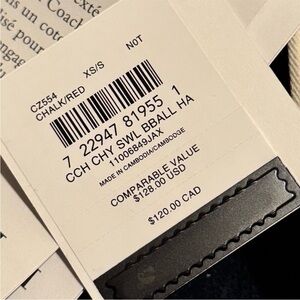 Coach
CZ554
CHALK/RED XS/S NOT
7 22947 81955 1
CCH CHY SWL BBALL HA
11006849JAX
MADE IN CAMBODIA/CAMBODGE
COMPARABLE VALUE
$128.00 USD
$120.00 CAD